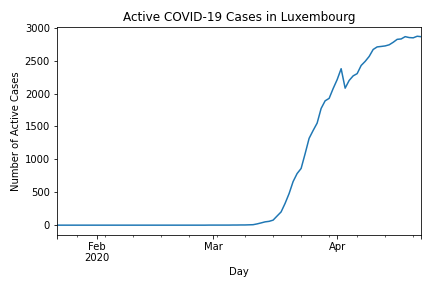 Active COVID-19 Cases in Luxembourg
Number of Active Cases
3000
2500
2000
1500
1000
500
0
Feb
2020
Mar
Apr
Day